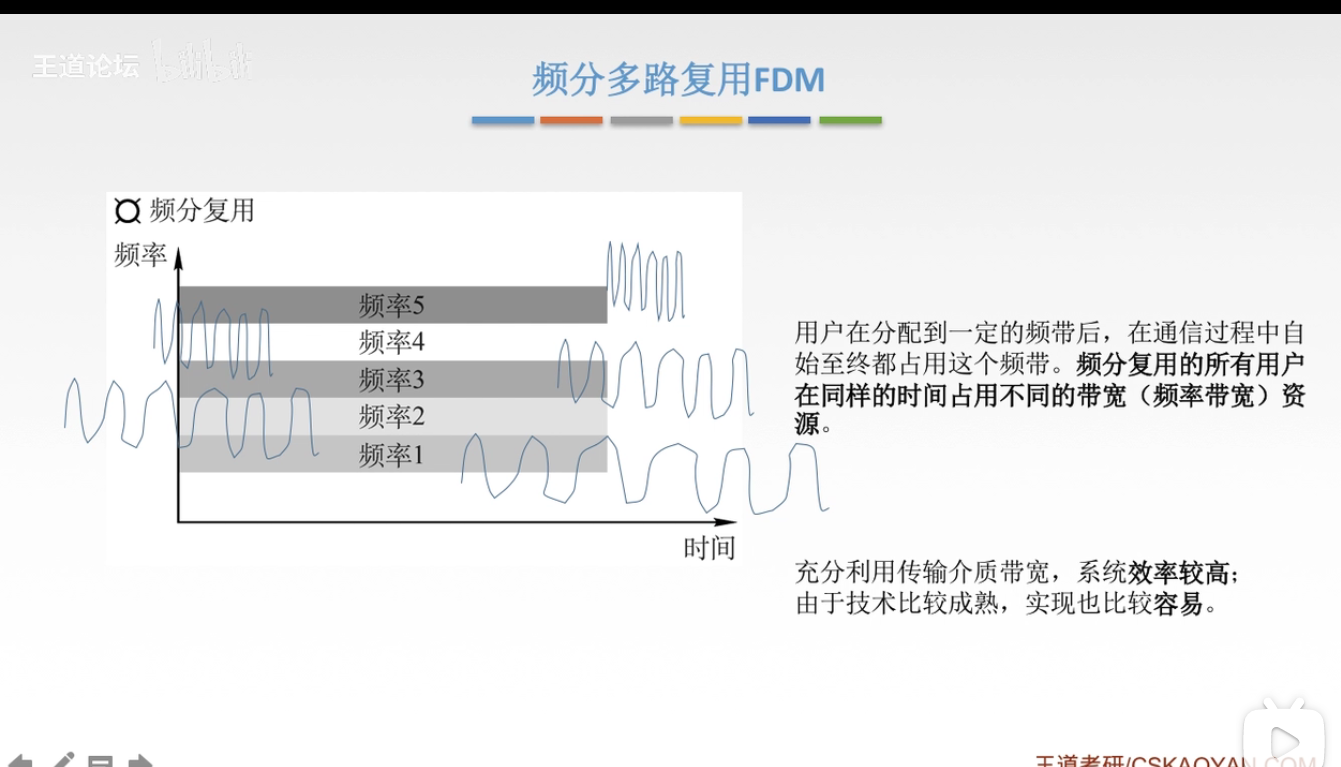 王道论坛 bilibili
频分多路复用FDM
¤ 频分复用
频率
频率5
频率4
频率3
频率2
频率1
时间
用户在分配到一定的频带后，在通信过程中自
始至终都占用这个频带。频分复用的所有用户
在同样的时间占用不同的带宽（频率带宽）资
源。
充分利用传输介质带宽，系统效率较高；
由于技术比较成熟，实现也比较容易。
王道考研/CSKAOYAN.COM